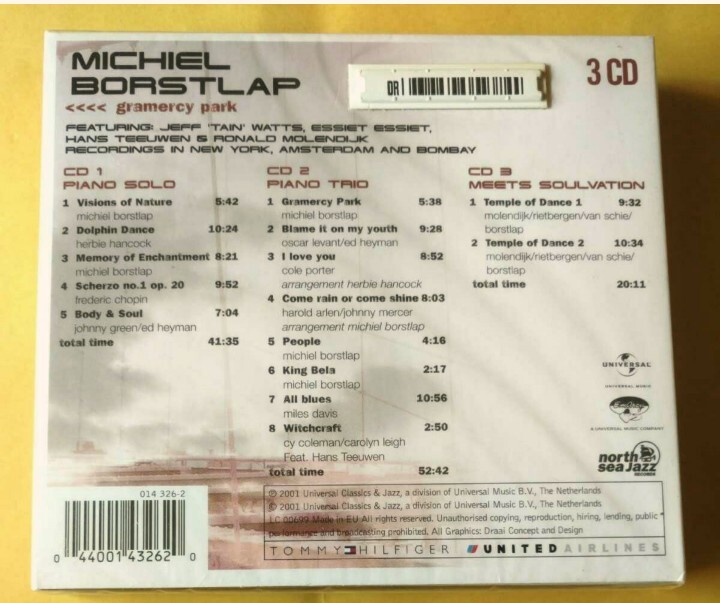 MICHIEL
BORSTLAP
<<<< gramercy park
3 CD
FEATURING: JEFF 'TAIN' WATTS, ESSIET ESSIET,
HANS TEEUWEN & RONALD MOLENDIJK
RECORDINGS IN NEW YORK, AMSTERDAM AND BOMBAY
CD 1
PIANO SOLO
1 Visions of Nature 5:42
michiel borstlap
2 Dolphin Dance 10:24
herbie hancock
3 Memory of Enchantment 8:21
michiel borstlap
4 Scherzo no.1 op. 20 9:52
frederic chopin
5 Body & Soul 7:04
johnny green/ed heyman
total time 41:35
CD 2
PIANO TRIO
1 Gramercy Park 5:38
michiel borstlap
2 Blame it on my youth 9:28
oscar levant/ed heyman
3 I love you 8:52
cole porter
arrangement herbie hancock
4 Come rain or come shine 8:03
harold arlen/johnny mercer
arrangement michiel borstlap
5 People 4:16
michiel borstlap
6 King Bela 2:17
michiel borstlap
7 All blues 10:56
miles davis
8 Witchcraft 2:50
cy coleman/carolyn leigh
Feat. Hans Teeuwen
total time 52:42
CD 3
MEETS SOULVATION
1 Temple of Dance 1 9:32
molendijk/rietbergen/van schie/
borstlap
2 Temple of Dance 2 10:34
molendijk/rietbergen/van schie/
borstlap
total time 20:11
UNIVERSAL
UNIVERSAL MUSIC
EmArcy
A UNIVERSAL MUSIC COMPANY
north
sea Jazz
RECORDS
014 326-2
0 44001 43262 0
℗ 2001 Universal Classics & Jazz, a division of Universal Music B.V., The Netherlands
© 2001 Universal Classics & Jazz, a division of Universal Music B.V., The Netherlands
LC 00699 Made in EU All rights reserved. Unauthorised copying, reproduction, hiring, lending, public
performance and broadcasting prohibited. All Graphics: Draai Concept and Design
TOMMY HILFIGER UNITED AIRLINES